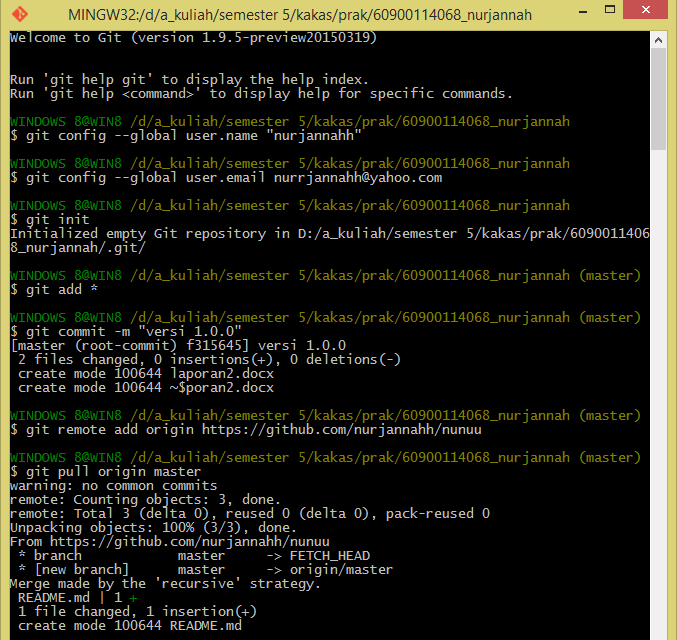 MINGW32:/d/a_kuliah/semester 5/kakas/prak/60900114068_nurjannah
Welcome to Git (version 1.9.5-preview20150319)
Run 'git help git' to display the help index.
Run 'git help <command>' to display help for specific commands.
WINDOWS 8@WIN8 /d/a_kuliah/semester 5/kakas/prak/60900114068_nurjannah
$ git config --global user.name "nurjannahh"
WINDOWS 8@WIN8 /d/a_kuliah/semester 5/kakas/prak/60900114068_nurjannah
$ git config --global user.email nurrjannahh@yahoo.com
WINDOWS 8@WIN8 /d/a_kuliah/semester 5/kakas/prak/60900114068_nurjannah
$ git init
Initialized empty Git repository in D:/a_kuliah/semester 5/kakas/prak/6090011406
8_nurjannah/.git/
WINDOWS 8@WIN8 /d/a_kuliah/semester 5/kakas/prak/60900114068_nurjannah (master)
$ git add *
WINDOWS 8@WIN8 /d/a_kuliah/semester 5/kakas/prak/60900114068_nurjannah (master)
$ git commit -m "versi 1.0.0"
[master (root-commit) f315645] versi 1.0.0
 2 files changed, 0 insertions(+), 0 deletions(-)
 create mode 100644 laporan2.docx
 create mode 100644 ~$poran2.docx
WINDOWS 8@WIN8 /d/a_kuliah/semester 5/kakas/prak/60900114068_nurjannah (master)
$ git remote add origin https://github.com/nurjannahh/nunuu
WINDOWS 8@WIN8 /d/a_kuliah/semester 5/kakas/prak/60900114068_nurjannah (master)
$ git pull origin master
warning: no common commits
remote: Counting objects: 3, done.
remote: Total 3 (delta 0), reused 0 (delta 0), pack-reused 0
Unpacking objects: 100% (3/3), done.
From https://github.com/nurjannahh/nunuu
 * branch            master     -> FETCH_HEAD
 * [new branch]      master     -> origin/master
Merge made by the 'recursive' strategy.
 README.md | 1 +
 1 file changed, 1 insertion(+)
 create mode 100644 README.md